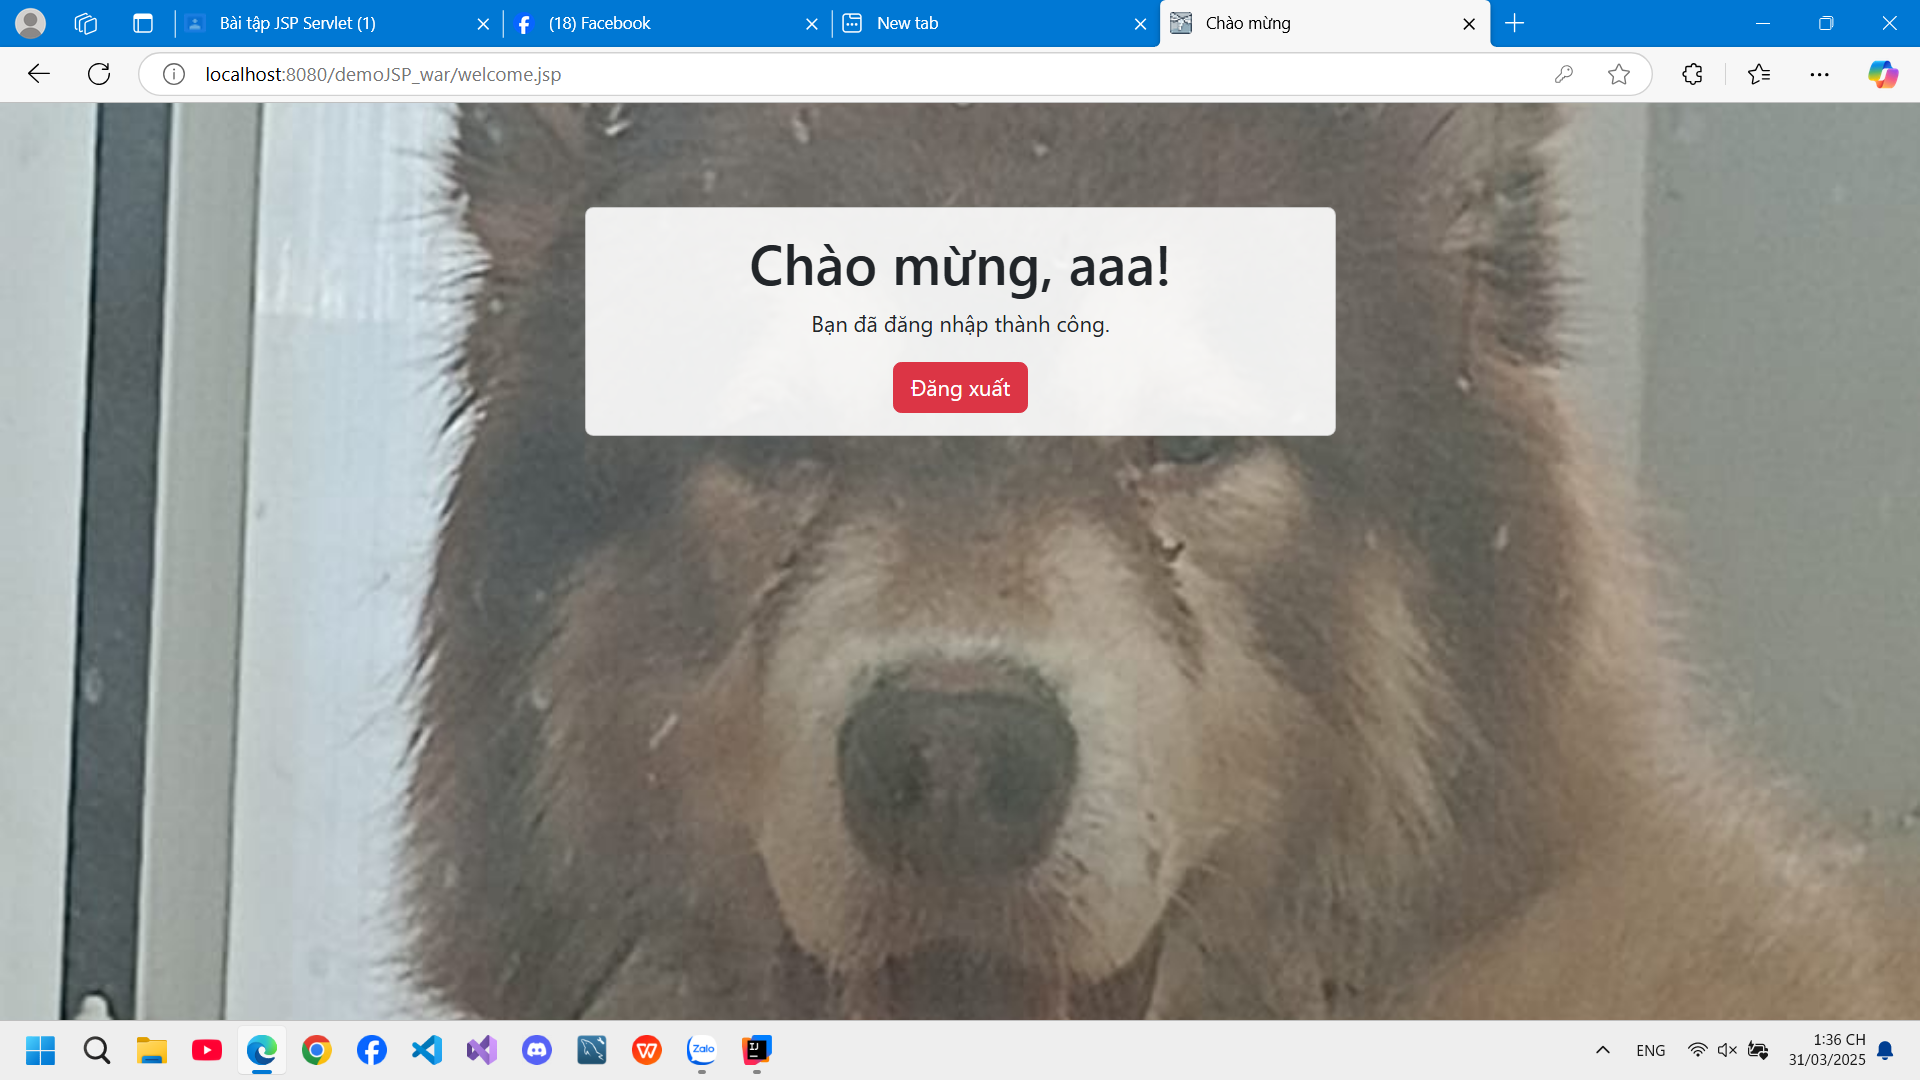 Bài tập JSP Servlet (1)
(18) Facebook
New tab
Chào mừng
localhost:8080/demoJSP_war/welcome.jsp
Chào mừng, aaa!
Bạn đã đăng nhập thành công.
Đăng xuất
Zalo
IJ
W
ENG
1:36 CH
31/03/2025